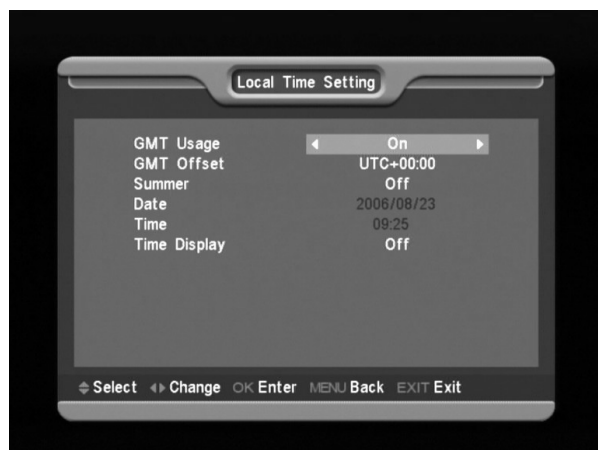 Local Time Setting
GMT Usage On
GMT Offset UTC+00:00
Summer Off
Date 2006/08/23
Time 09:25
Time Display Off
Select Change OK Enter MENU Back EXIT Exit